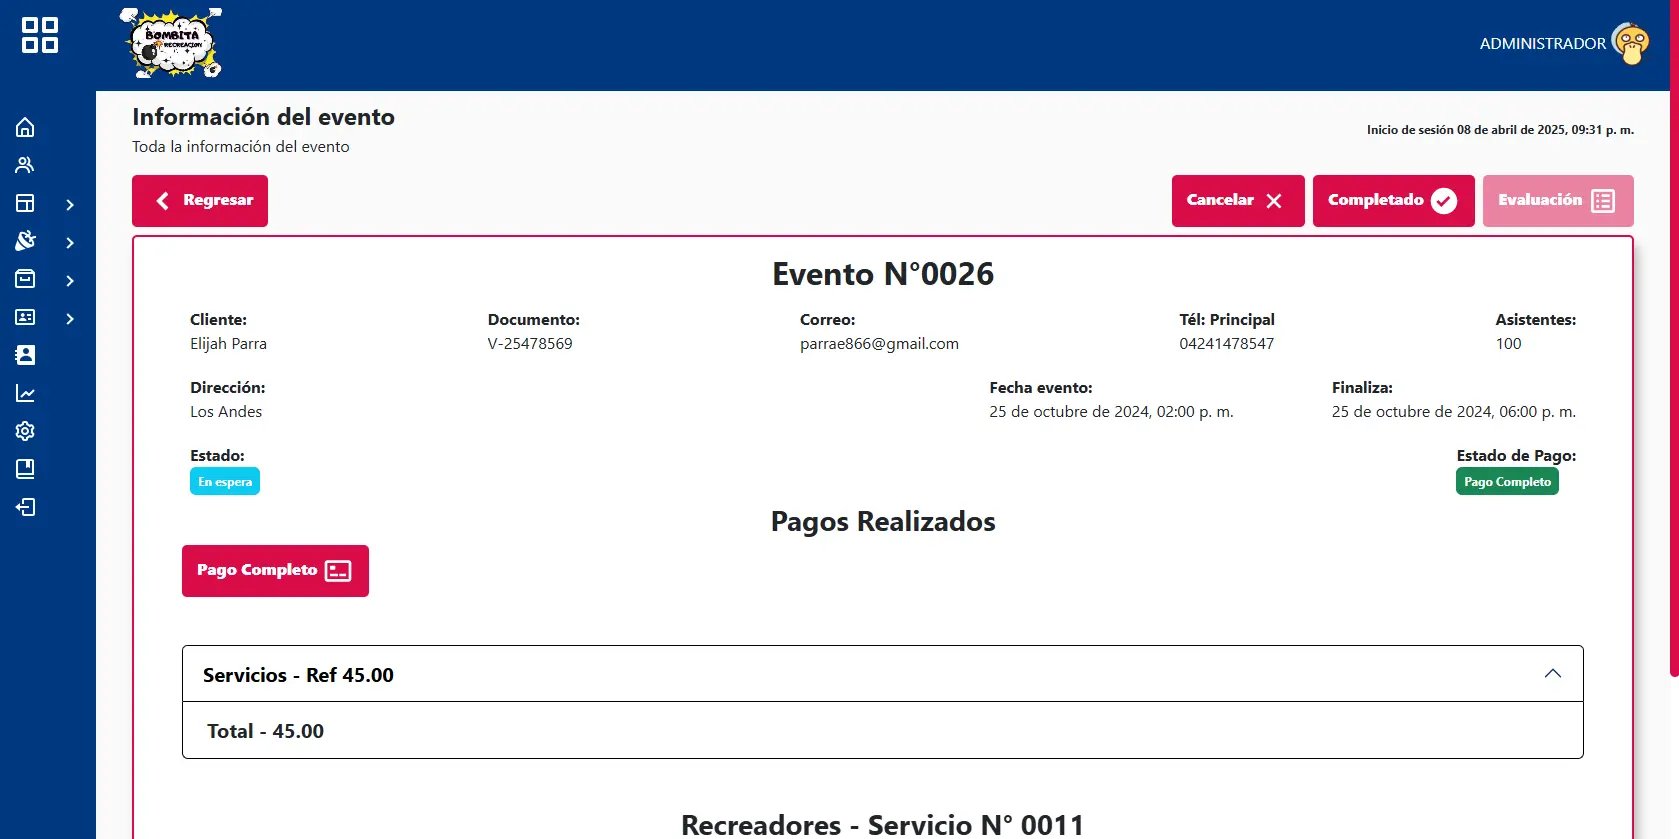 BOMBITA
RECREACION
ADMINISTRADOR
Información del evento
Toda la información del evento
Inicio de sesión 08 de abril de 2025, 09:31 p. m.
Regresar
Cancelar
Completado
Evaluación
Evento N°0026
Cliente: Documento: Correo: Tél: Principal Asistentes:
Elijah Parra V-25478569 parrae866@gmail.com 04241478547 100
Dirección: Fecha evento: Finaliza:
Los Andes 25 de octubre de 2024, 02:00 p. m. 25 de octubre de 2024, 06:00 p. m.
Estado: Estado de Pago:
En espera Pago Completo
Pagos Realizados
Pago Completo
Servicios - Ref 45.00
Total - 45.00
Recreadores - Servicio N° 0011